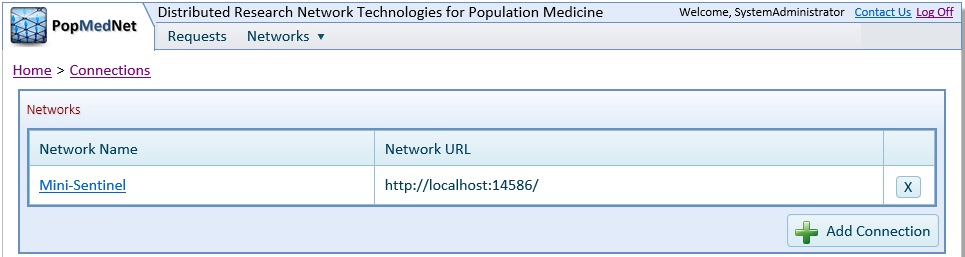 PopMedNet
Distributed Research Network Technologies for Population Medicine
Welcome, SystemAdministrator Contact Us Log Off
Requests Networks
Home > Connections
Networks
Network Name Network URL
Mini-Sentinel http://localhost:14586/ X
Add Connection